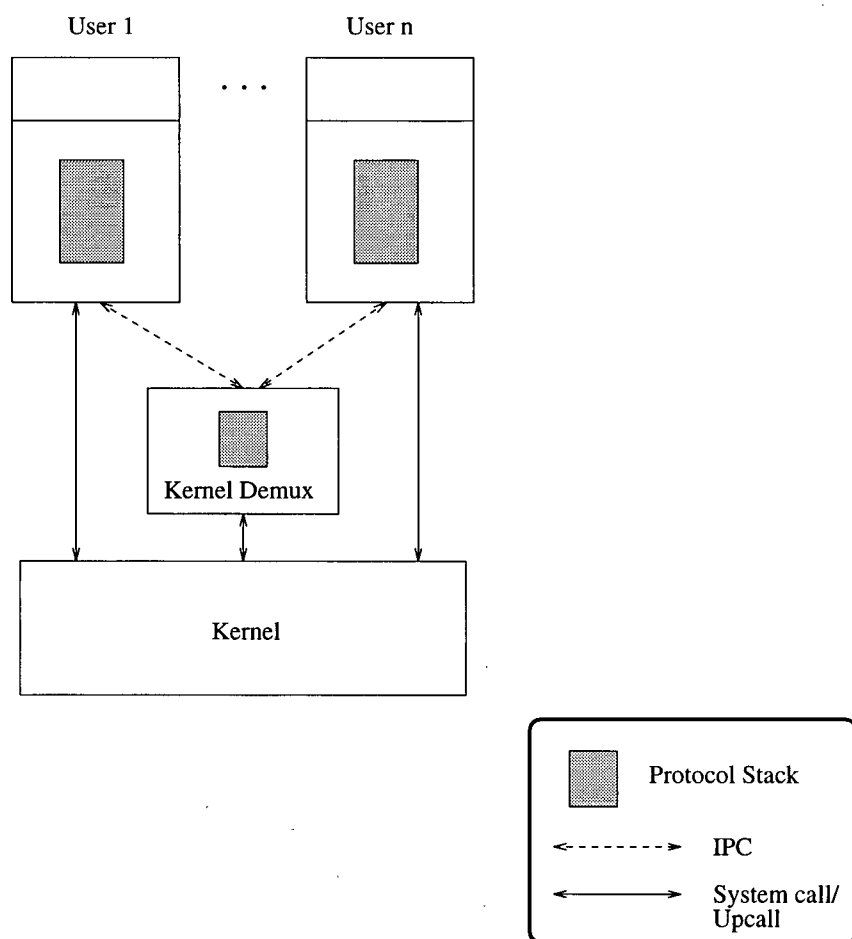 User 1
User n
. . .
Kernel Demux
Kernel
Protocol Stack
IPC
System call/
Upcall